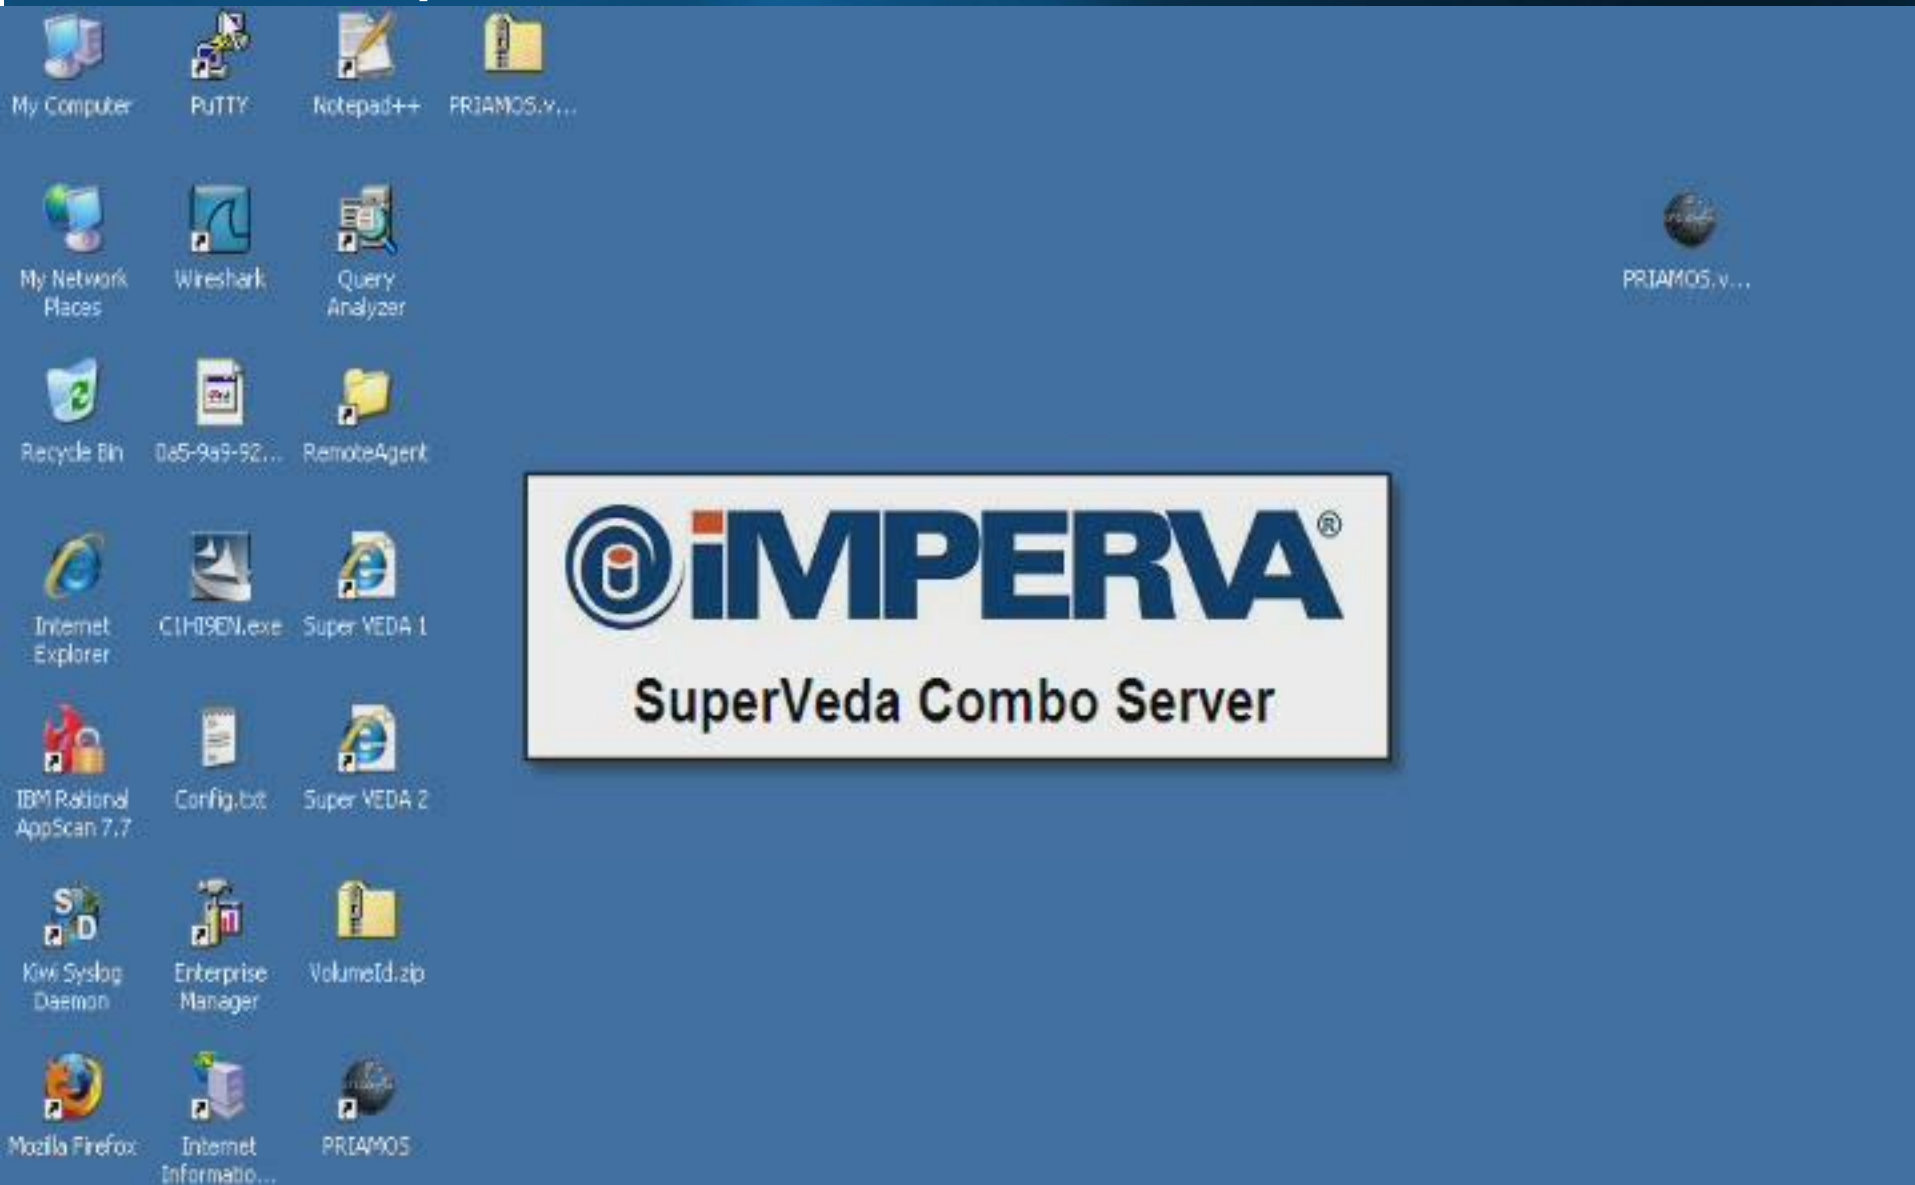 My Computer
PuTTY
Notepad++
PRIAMOS.v...
My Network
Places
Wireshark
Query
Analyzer
PRIAMOS.v...
Recycle Bin
0a5-9a9-92...
RemoteAgent
iMPERVA®
SuperVeda Combo Server
Internet
Explorer
C1HI9EN.exe
Super VEDA 1
IBM Rational
AppScan 7.7
Config.txt
Super VEDA 2
Kiwi Syslog
Daemon
Enterprise
Manager
VolumeId.zip
Mozilla Firefox
Internet
Informatio...
PRIAMOS